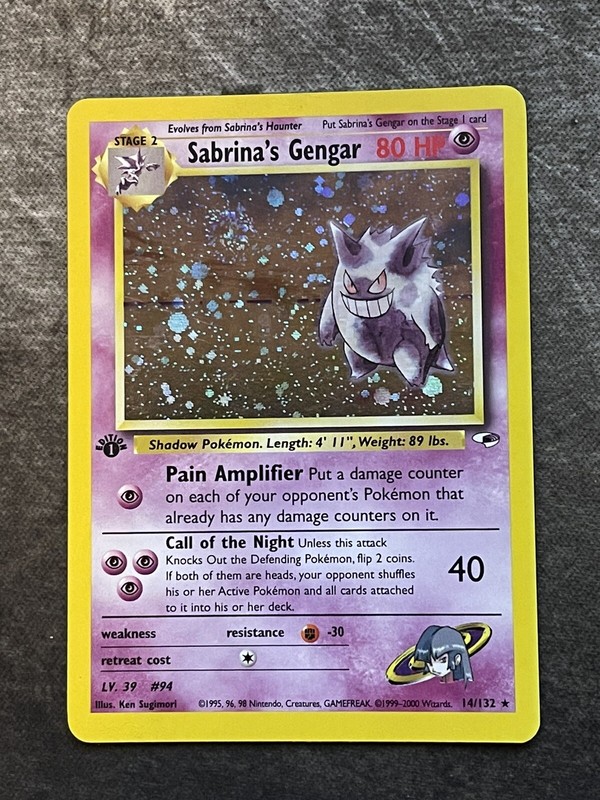 Evolves from Sabrina's Haunter Put Sabrina's Gengar on the Stage 1 card
STAGE 2
Sabrina's Gengar 80 HP
EDITION
1
Shadow Pokémon. Length: 4' 11", Weight: 89 lbs.
Pain Amplifier Put a damage counter
on each of your opponent's Pokémon that
already has any damage counters on it.
Call of the Night Unless this attack
Knocks Out the Defending Pokémon, flip 2 coins.
If both of them are heads, your opponent shuffles
his or her Active Pokémon and all cards attached
to it into his or her deck.
40
weakness resistance -30
retreat cost
LV. 39 #94
Illus. Ken Sugimori ©1995, 96, 98 Nintendo, Creatures, GAMEFREAK. ©1999-2000 Wizards. 14/132 ★